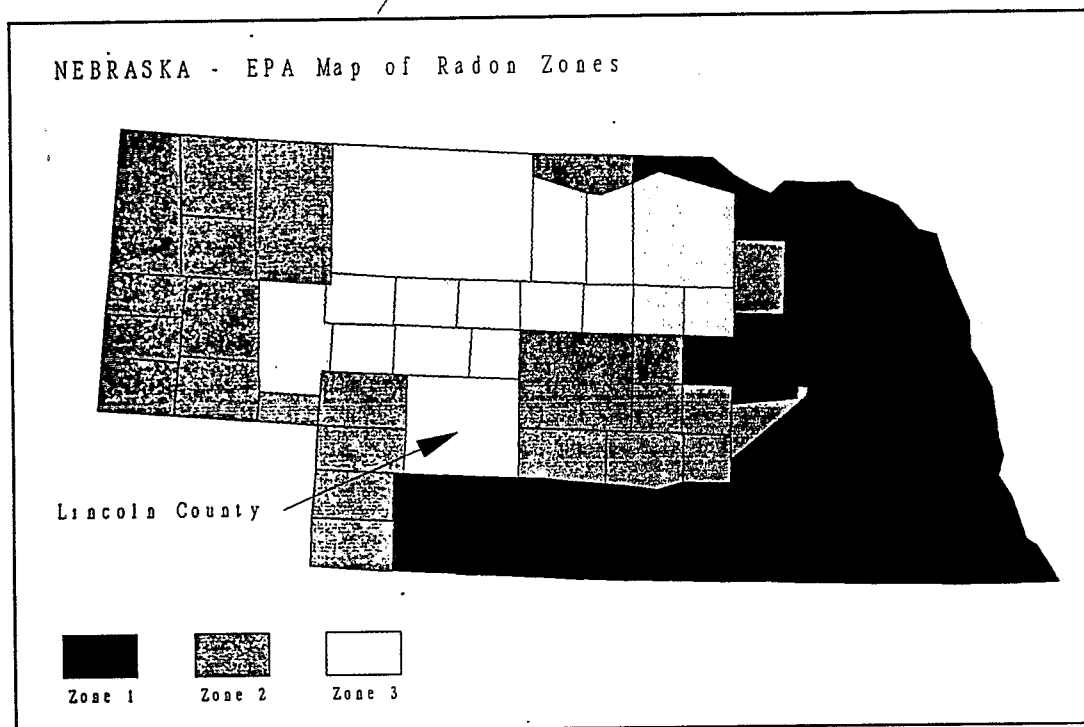 NEBRASKA - EPA Map of Radon Zones
Lincoln County
Zone 1
Zone 2
Zone 3